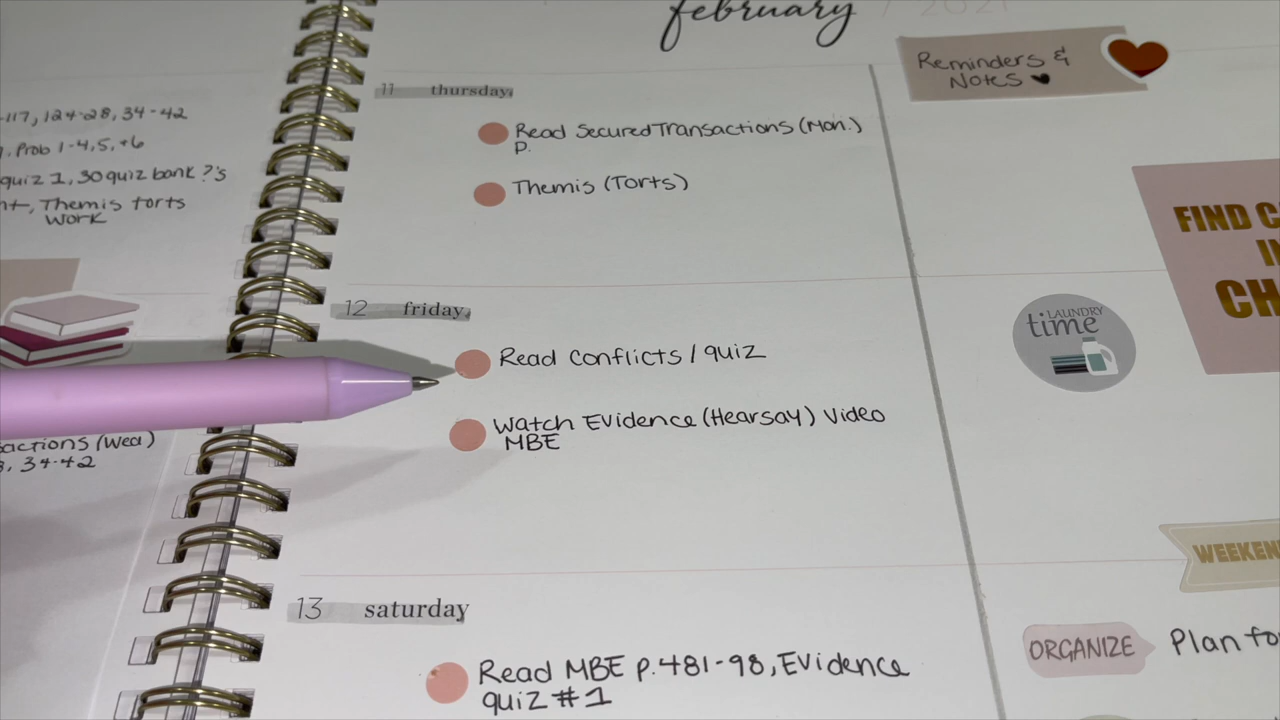 february / 2021
-117, 124-28, 34-42
Prob 1-4,5, +6
quiz 1, 30 quiz bank ?'s
Themis torts
work
(Wed)
34-42
11 thursday
Read Secured Transactions (Mon.)
p.
Themis (Torts)
12 friday
Read Conflicts / quiz
Watch Evidence (Hearsay) Video
MBE
13 saturday
Read MBE p. 481-98, Evidence
quiz #1
Reminders &
Notes
FIND
CH
LAUNDRY
time
WEEKEN
ORGANIZE Plan for